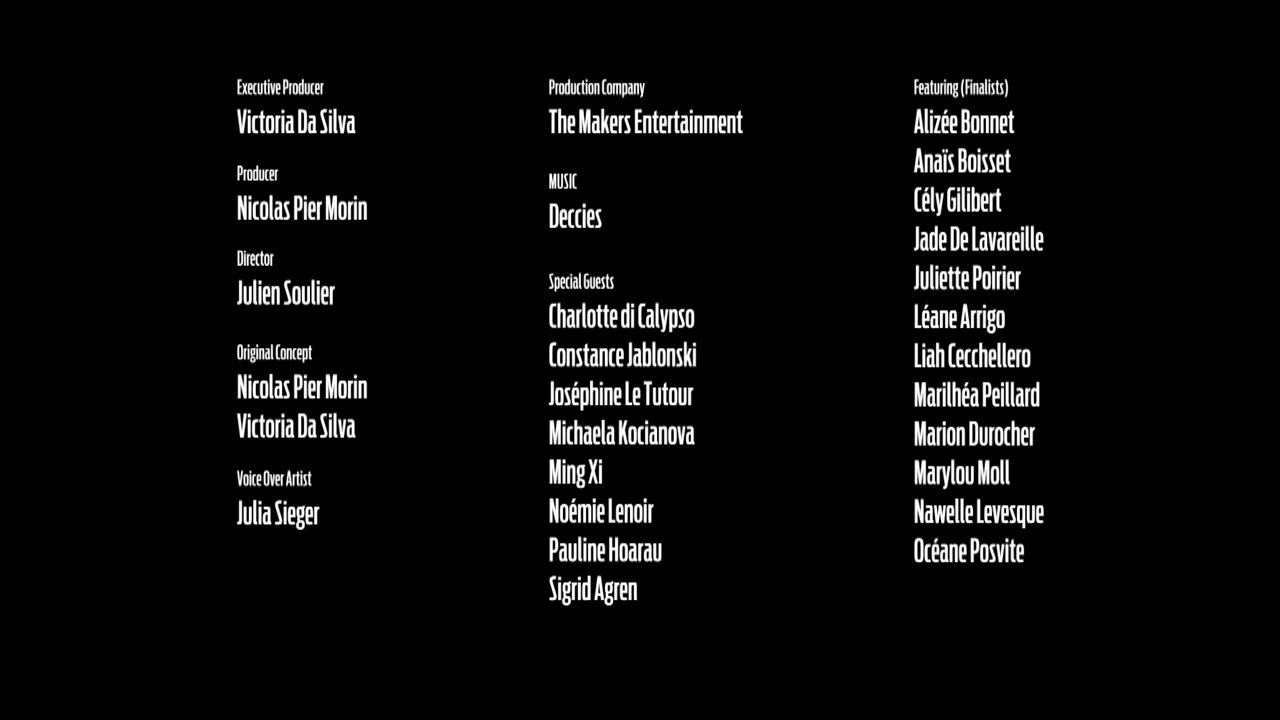 Executive Producer
Victoria Da Silva
Producer
Nicolas Pier Morin
Director
Julien Soulier
Original Concept
Nicolas Pier Morin
Victoria Da Silva
Voice Over Artist
Julia Sieger
Production Company
The Makers Entertainment
MUSIC
Deccies
Special Guests
Charlotte di Calypso
Constance Jablonski
Joséphine Le Tutour
Michaela Kocianova
Ming Xi
Noémie Lenoir
Pauline Hoarau
Sigrid Agren
Featuring (Finalists)
Alizée Bonnet
Anaïs Boisset
Cély Gilibert
Jade De Lavareille
Juliette Poirier
Léane Arrigo
Liah Cecchellero
Marilhéa Peillard
Marion Durocher
Marylou Moll
Nawelle Levesque
Océane Posvite